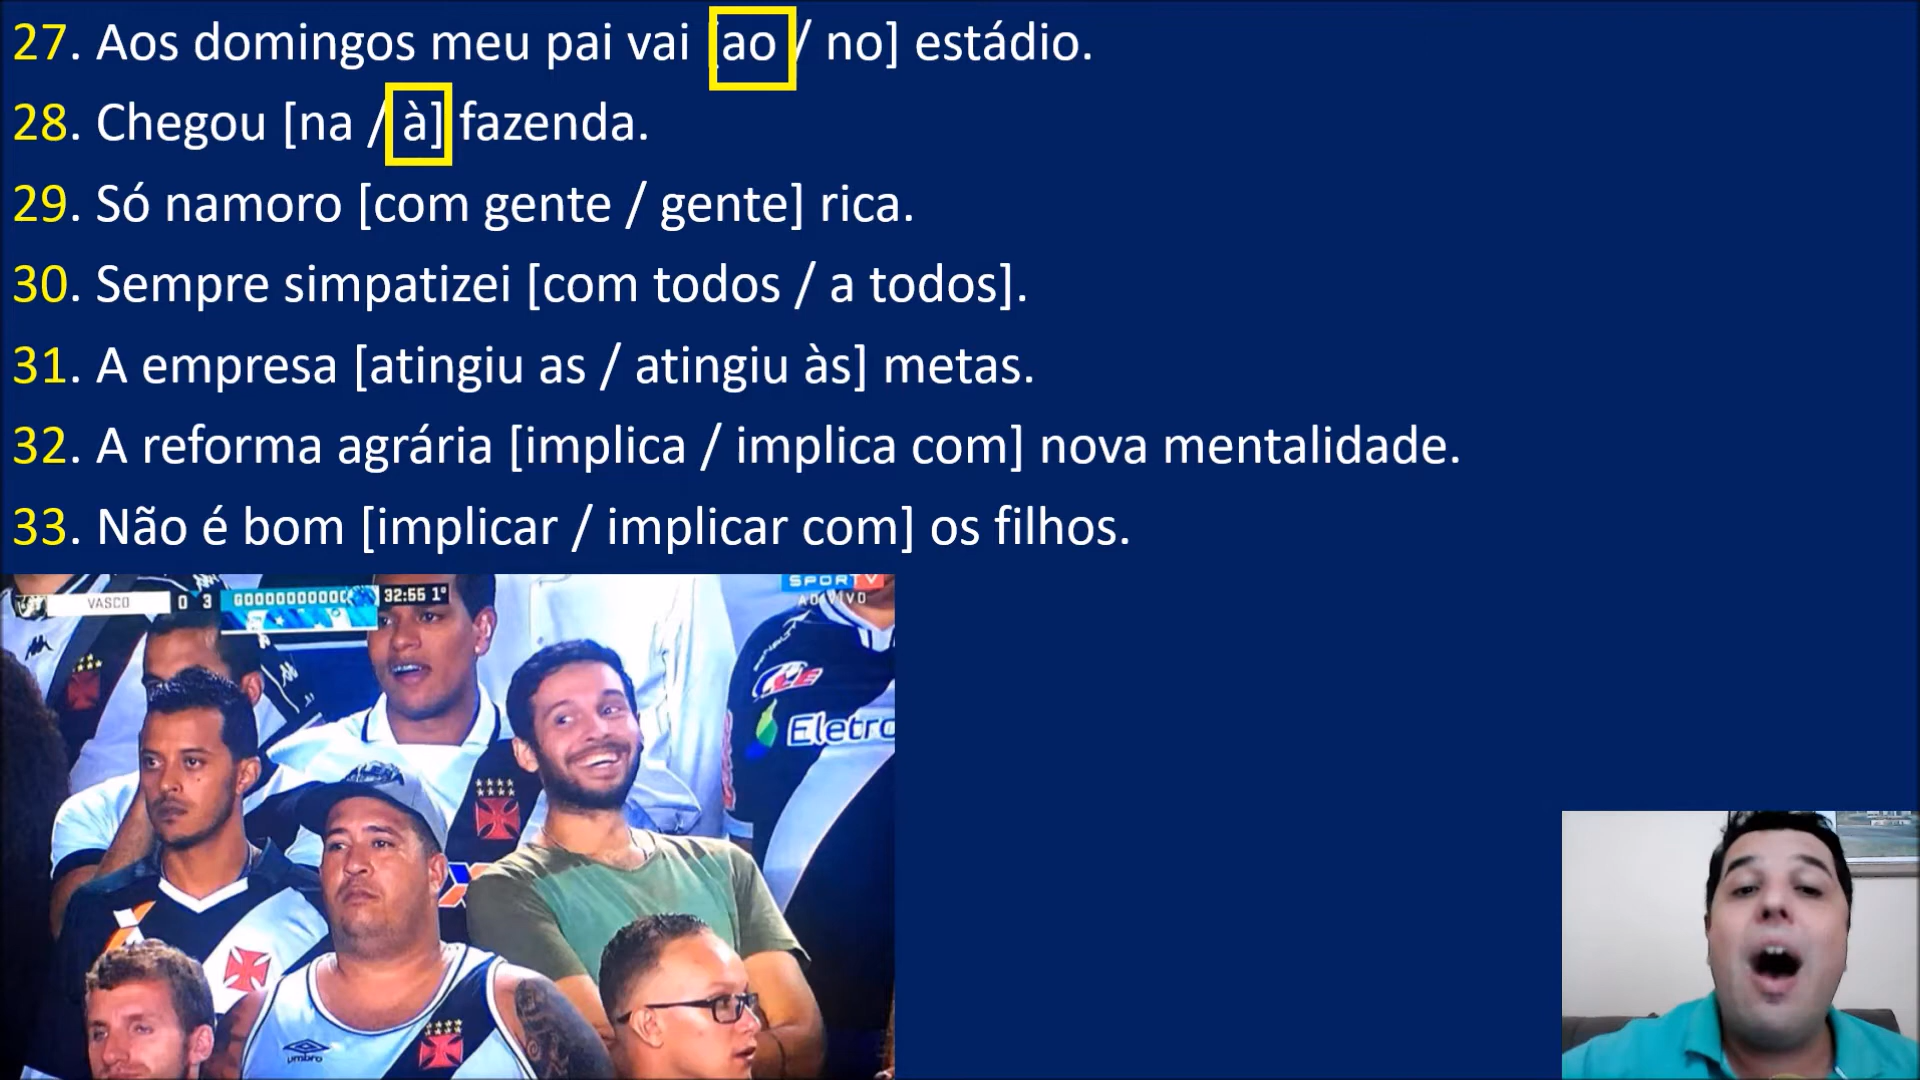 27. Aos domingos meu pai vai [ao / no] estádio.
28. Chegou [na / à] fazenda.
29. Só namoro [com gente / gente] rica.
30. Sempre simpatizei [com todos / a todos].
31. A empresa [atingiu as / atingiu às] metas.
32. A reforma agrária [implica / implica com] nova mentalidade.
33. Não é bom [implicar / implicar com] os filhos.
VASCO 0 3 GOOOOOOOOOO 32:55 1º
SPORTV
AO VIVO
Eletro
umbro